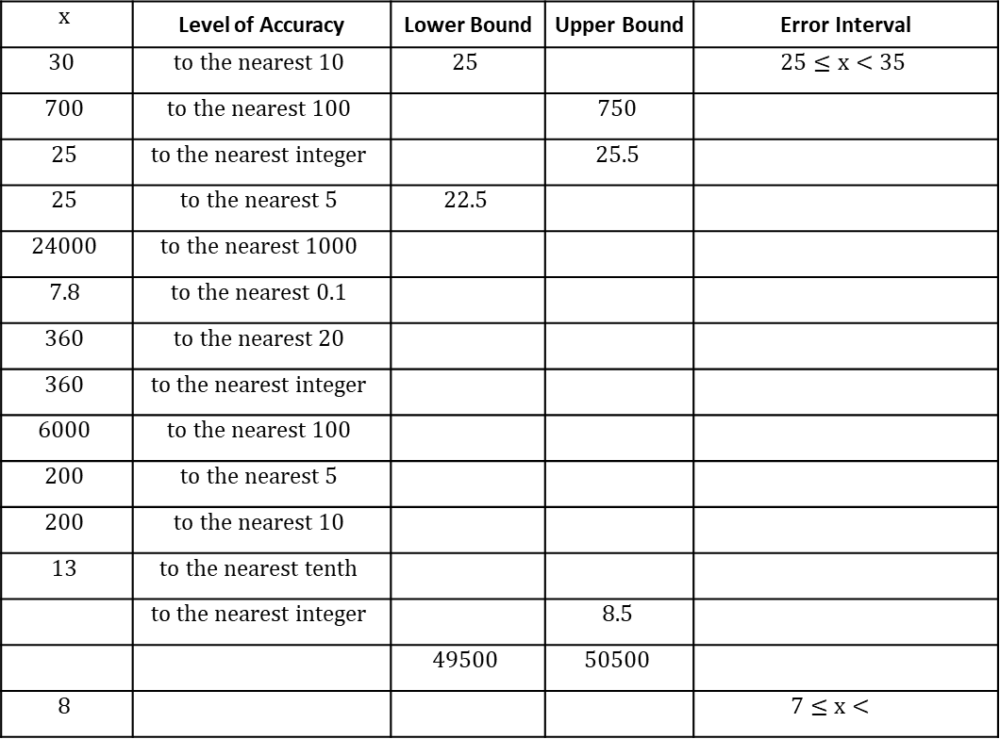 x Level of Accuracy Lower Bound Upper Bound Error Interval
30 to the nearest 10 25 25 ≤ x < 35
700 to the nearest 100 750
25 to the nearest integer 25.5
25 to the nearest 5 22.5
24000 to the nearest 1000
7.8 to the nearest 0.1
360 to the nearest 20
360 to the nearest integer
6000 to the nearest 100
200 to the nearest 5
200 to the nearest 10
13 to the nearest tenth
to the nearest integer 8.5
49500 50500
8 7 ≤ x <